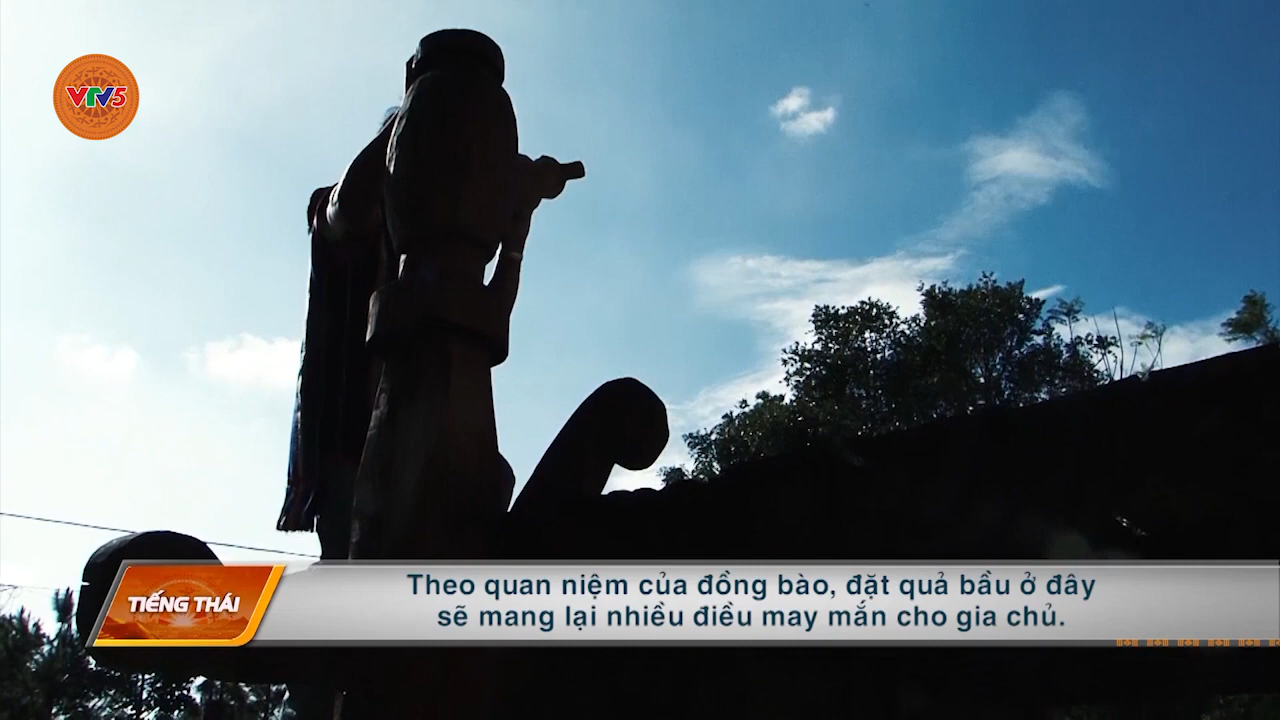 VTV5
TIẾNG THÁI
Theo quan niệm của đồng bào, đặt quả bầu ở đây
sẽ mang lại nhiều điều may mắn cho gia chủ.